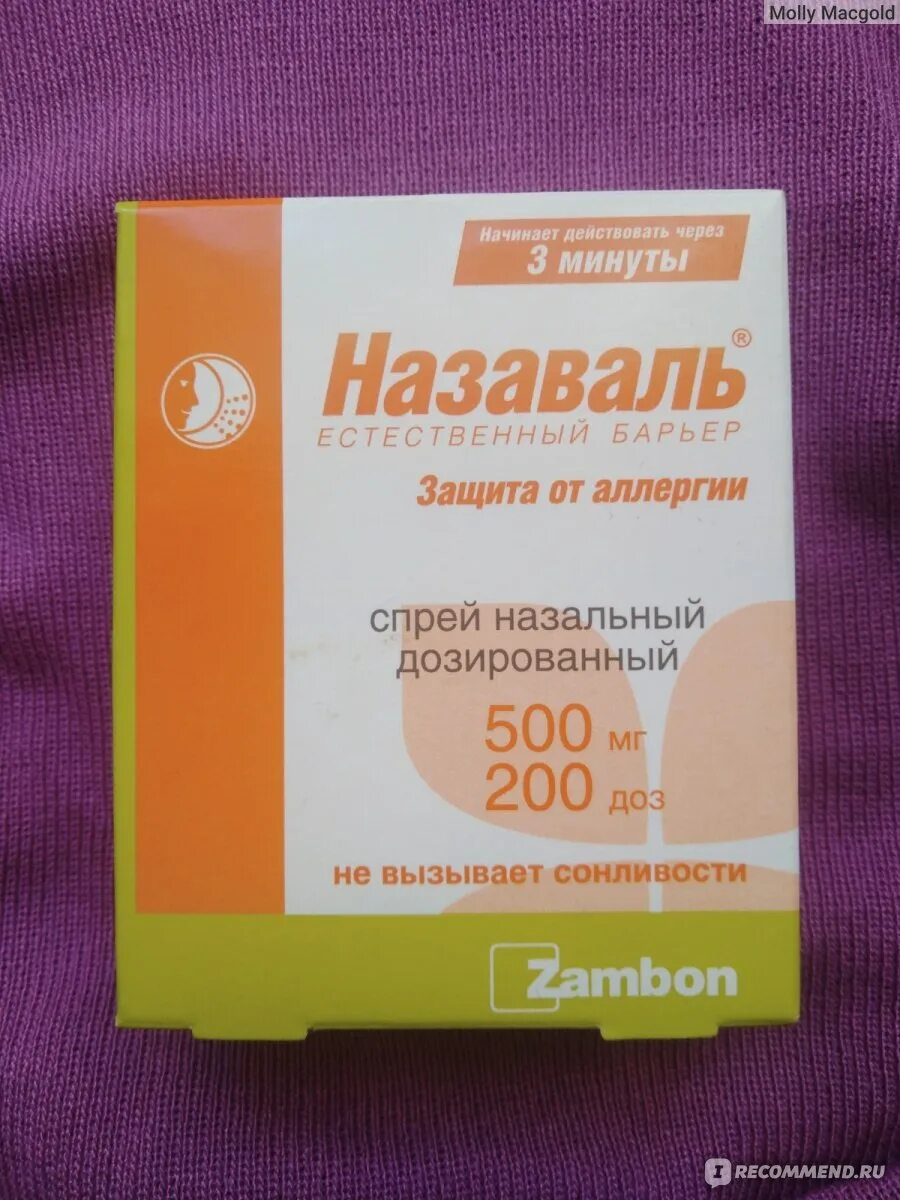 Molly Macgold
Начинает действовать через
3 минуты
Назаваль®
ЕСТЕСТВЕННЫЙ БАРЬЕР
Защита от аллергии
спрей назальный
дозированный
500 мг
200 доз
не вызывает сонливости
Zambon
IRECOMMEND.RU